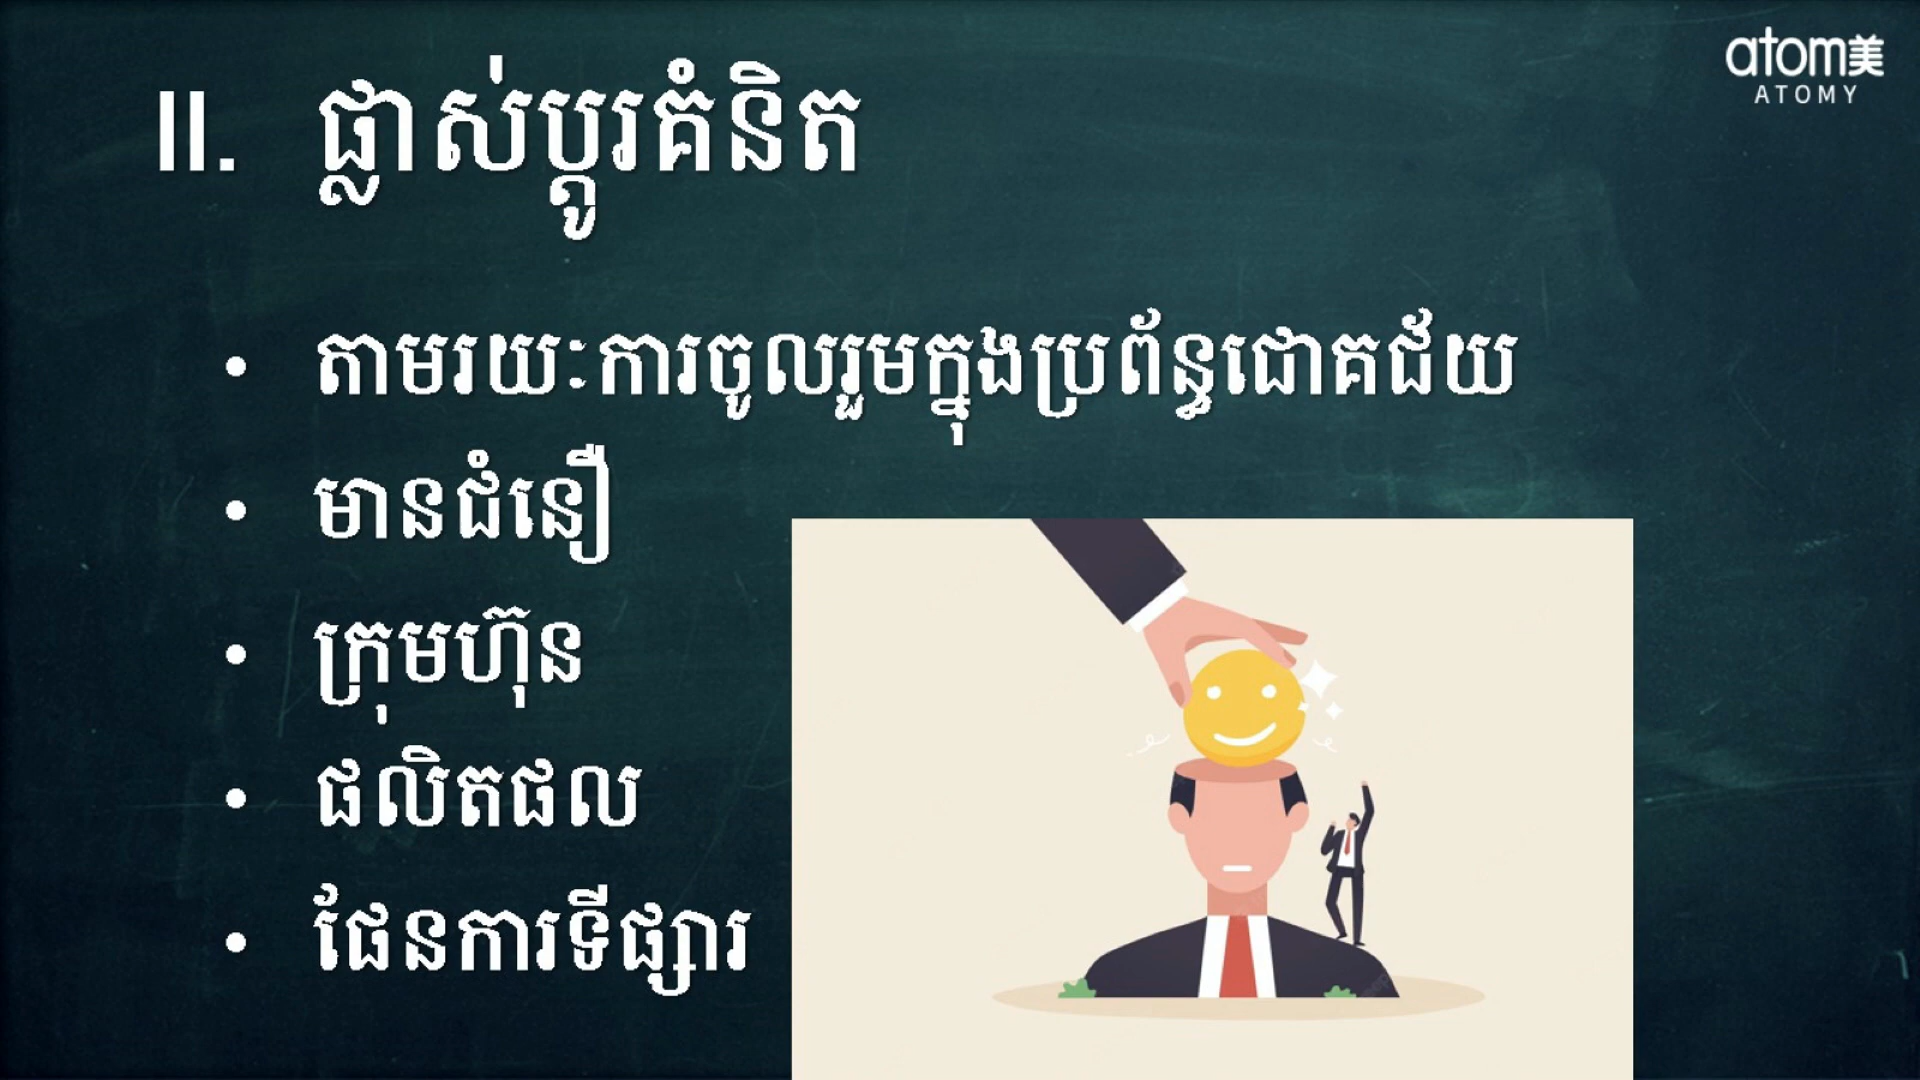 atom美
ATOMY
II. ផ្លាស់ប្ដូរគំនិត
• តាមរយៈការចូលរួមក្នុងប្រព័ន្ធជោគជ័យ
• មានជំនឿ
• ក្រុមហ៊ុន
• ផលិតផល
• ផែនការទីផ្សារ